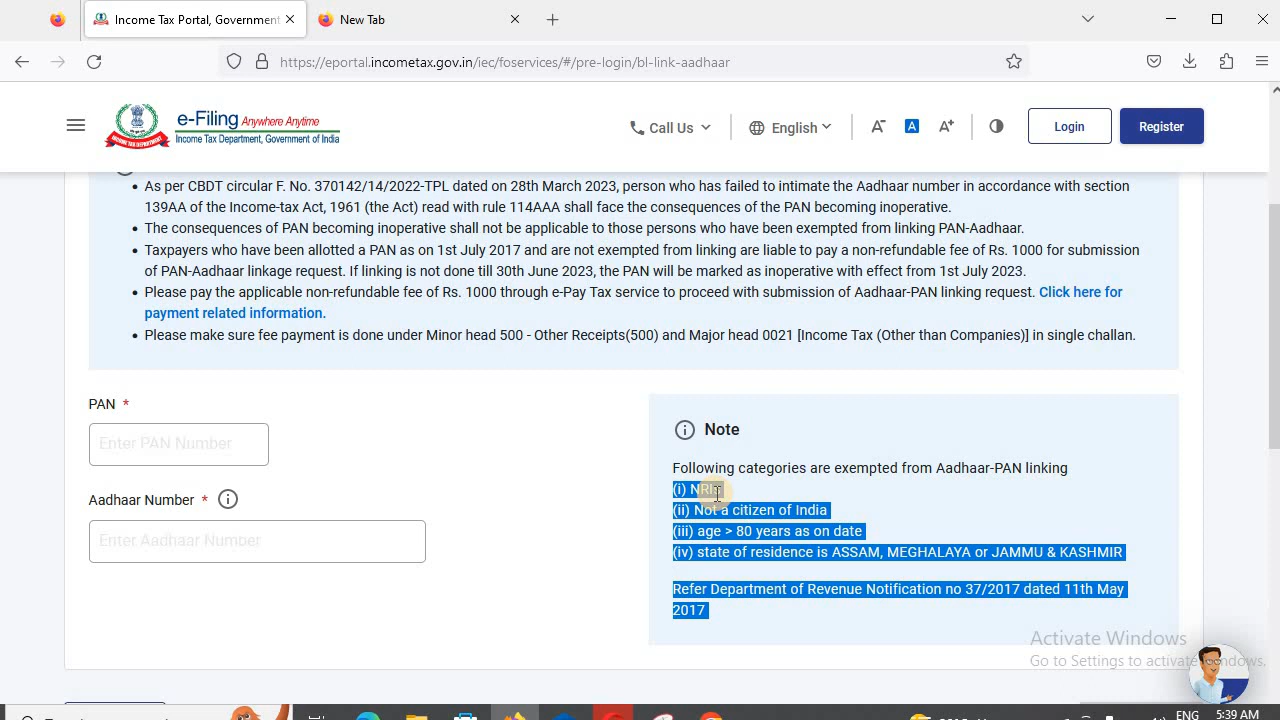 Income Tax Portal, Government
New Tab
https://eportal.incometax.gov.in/iec/foservices/#/pre-login/bl-link-aadhaar
e-Filing Anywhere Anytime
Income Tax Department, Government of India
Call Us
English
A-
A
A+
Login
Register
• As per CBDT circular F. No. 370142/14/2022-TPL dated on 28th March 2023, person who has failed to intimate the Aadhaar number in accordance with section
139AA of the Income-tax Act, 1961 (the Act) read with rule 114AAA shall face the consequences of the PAN becoming inoperative.
• The consequences of PAN becoming inoperative shall not be applicable to those persons who have been exempted from linking PAN-Aadhaar.
• Taxpayers who have been allotted a PAN as on 1st July 2017 and are not exempted from linking are liable to pay a non-refundable fee of Rs. 1000 for submission
of PAN-Aadhaar linkage request. If linking is not done till 30th June 2023, the PAN will be marked as inoperative with effect from 1st July 2023.
• Please pay the applicable non-refundable fee of Rs. 1000 through e-Pay Tax service to proceed with submission of Aadhaar-PAN linking request. Click here for
payment related information.
• Please make sure fee payment is done under Minor head 500 - Other Receipts(500) and Major head 0021 [Income Tax (Other than Companies)] in single challan.
PAN *
Enter PAN Number
Aadhaar Number *
Enter Aadhaar Number
Note
Following categories are exempted from Aadhaar-PAN linking
(i) NRIs
(ii) Not a citizen of India
(iii) age > 80 years as on date
(iv) state of residence is ASSAM, MEGHALAYA or JAMMU & KASHMIR
Refer Department of Revenue Notification no 37/2017 dated 11th May
2017
Activate Windows
Go to Settings to activate Windows.
ENG
5:39 AM